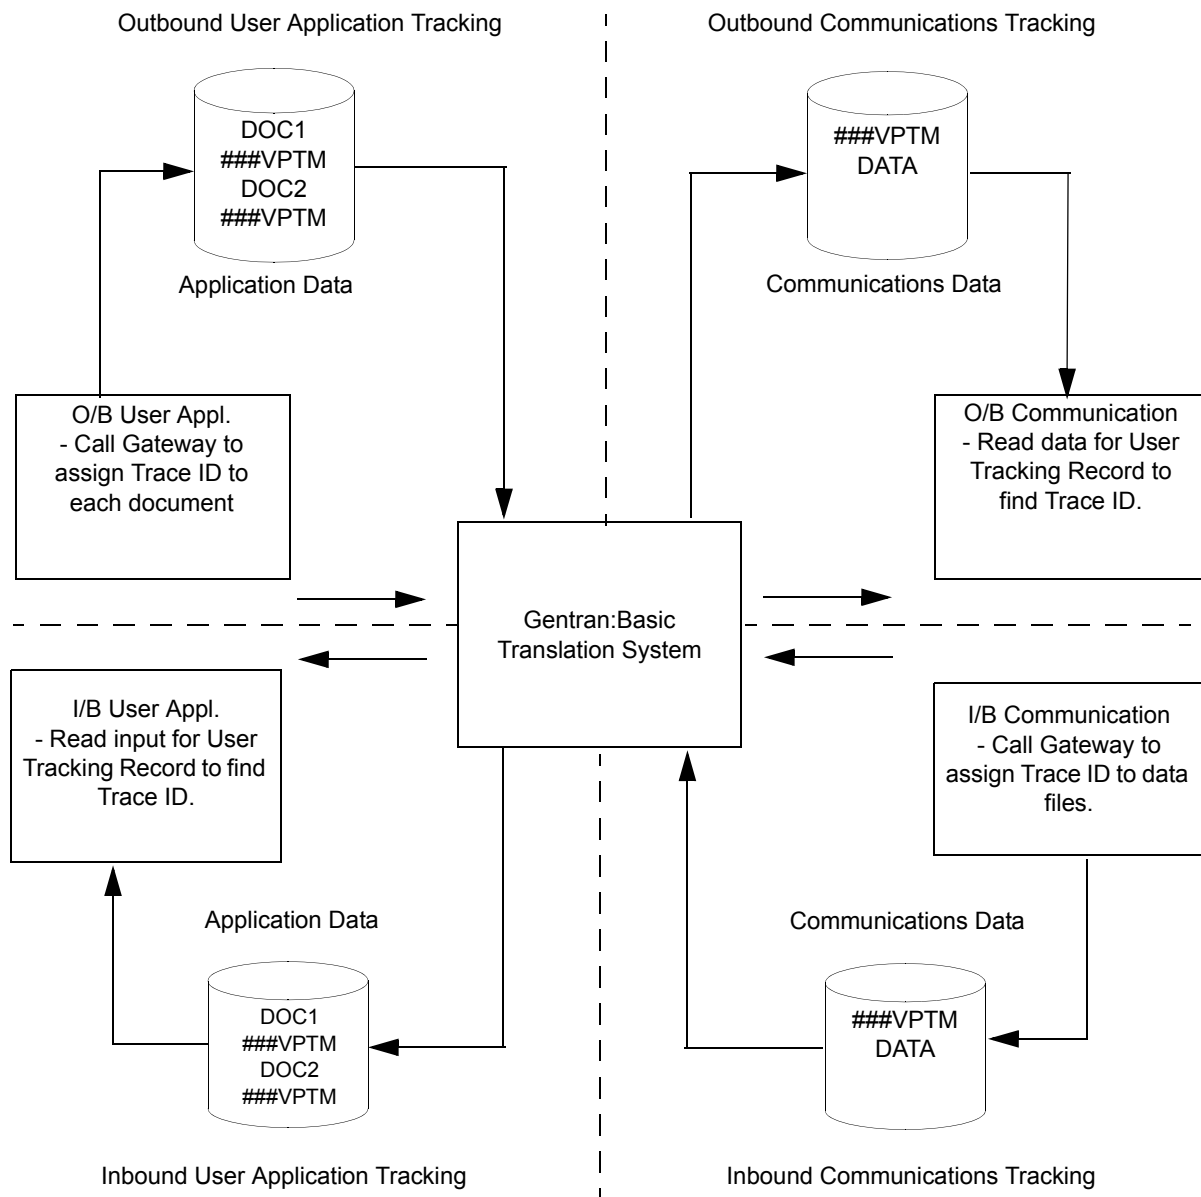 Outbound User Application Tracking
Outbound Communications Tracking
DOC1
###VPTM
DOC2
###VPTM
Application Data
###VPTM
DATA
Communications Data
O/B User Appl.
- Call Gateway to
assign Trace ID to
each document
O/B Communication
- Read data for User
Tracking Record to
find Trace ID.
Gentran:Basic
Translation System
I/B User Appl.
- Read input for User
Tracking Record to find
Trace ID.
I/B Communication
- Call Gateway to
assign Trace ID to data
files.
Application Data
DOC1
###VPTM
DOC2
###VPTM
Communications Data
###VPTM
DATA
Inbound User Application Tracking
Inbound Communications Tracking